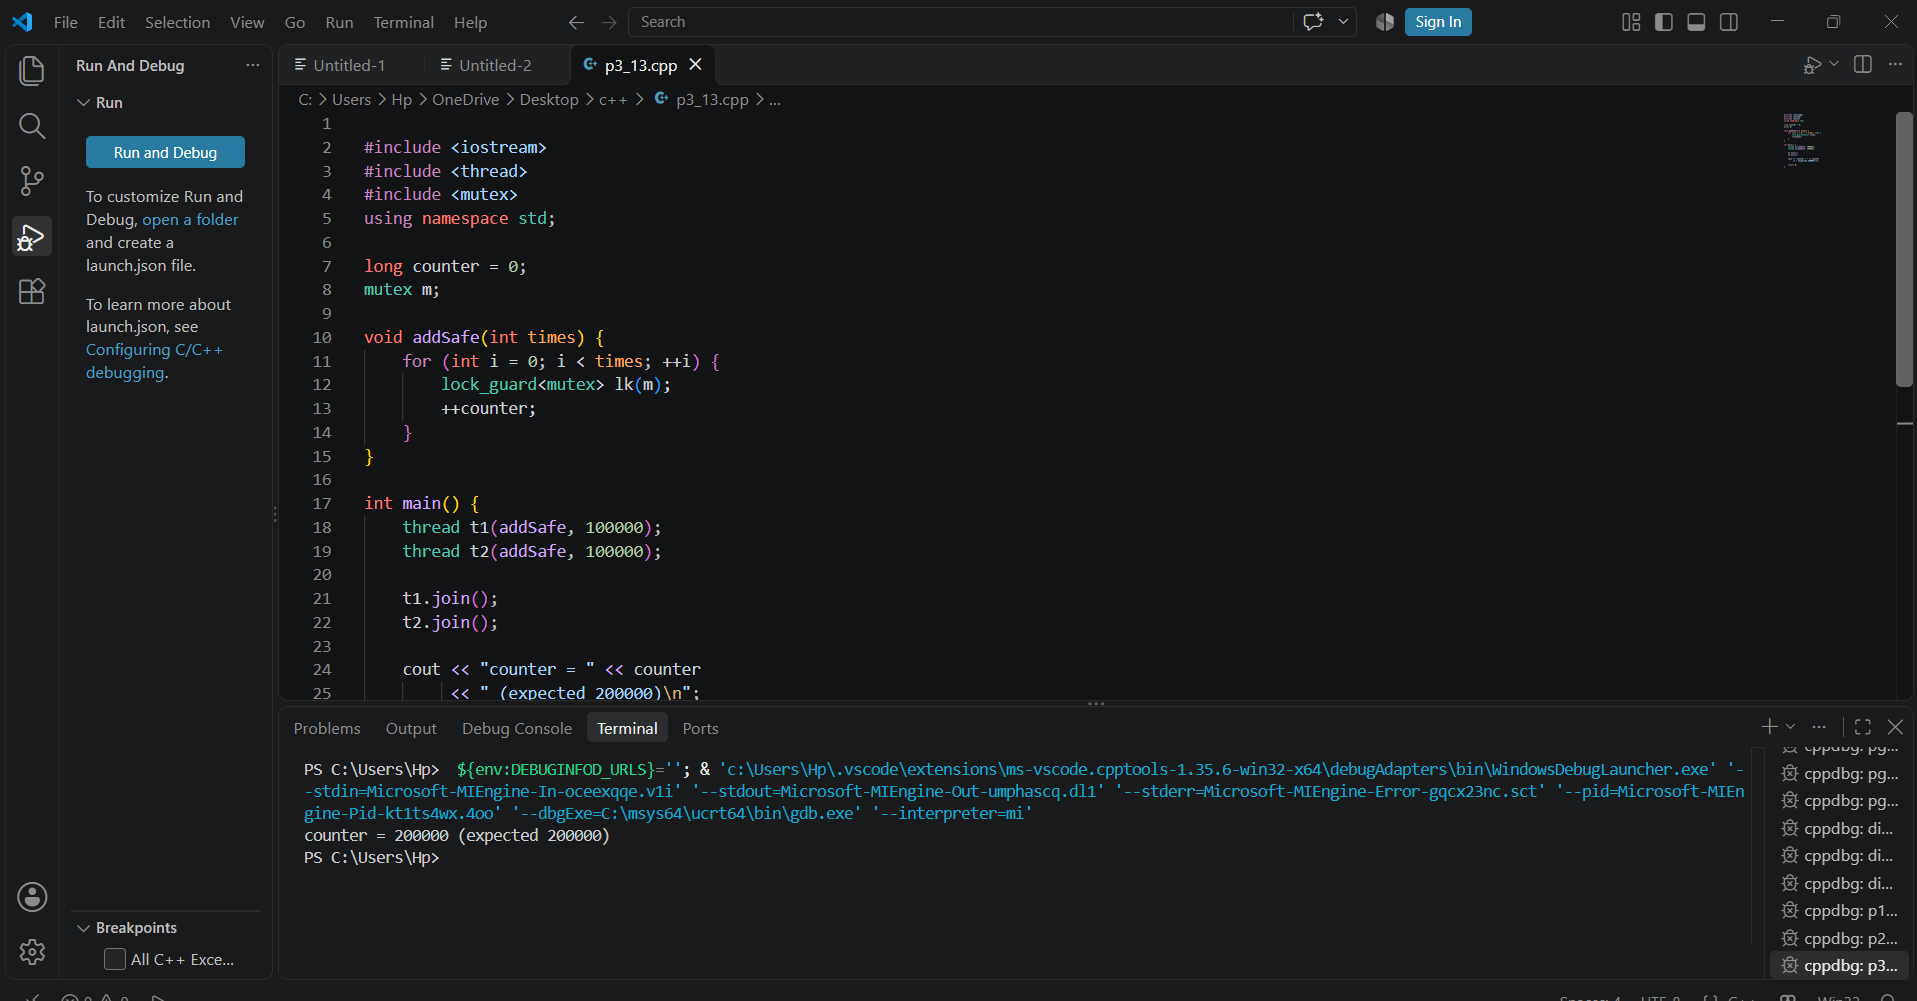 File Edit Selection View Go Run Terminal Help
Search
Sign In
Run And Debug
Run
Run and Debug
To customize Run and
Debug, open a folder
and create a
launch.json file.
To learn more about
launch.json, see
Configuring C/C++
debugging.
Breakpoints
All C++ Exce...
Untitled-1 Untitled-2 p3_13.cpp
C: > Users > Hp > OneDrive > Desktop > c++ > p3_13.cpp > ...
1
2 #include <iostream>
3 #include <thread>
4 #include <mutex>
5 using namespace std;
6
7 long counter = 0;
8 mutex m;
9
10 void addSafe(int times) {
11 for (int i = 0; i < times; ++i) {
12 lock_guard<mutex> lk(m);
13 ++counter;
14 }
15 }
16
17 int main() {
18 thread t1(addSafe, 100000);
19 thread t2(addSafe, 100000);
20
21 t1.join();
22 t2.join();
23
24 cout << "counter = " << counter
25 << " (expected 200000)\n";
Problems Output Debug Console Terminal Ports
PS C:\Users\Hp> ${env:DEBUGINFOD_URLS}=''; & 'c:\Users\Hp\.vscode\extensions\ms-vscode.cpptools-1.35.6-win32-x64\debugAdapters\bin\WindowsDebugLauncher.exe' '-
-stdin=Microsoft-MIEngine-In-oceexqqe.v1i' '--stdout=Microsoft-MIEngine-Out-umphascq.dl1' '--stderr=Microsoft-MIEngine-Error-gqcx23nc.sct' '--pid=Microsoft-MIEn
gine-Pid-kt1ts4wx.4oo' '--dbgExe=C:\msys64\ucrt64\bin\gdb.exe' '--interpreter=mi'
counter = 200000 (expected 200000)
PS C:\Users\Hp>
cppdbg: pg...
cppdbg: pg...
cppdbg: pg...
cppdbg: di...
cppdbg: di...
cppdbg: di...
cppdbg: p1...
cppdbg: p2...
cppdbg: p3...